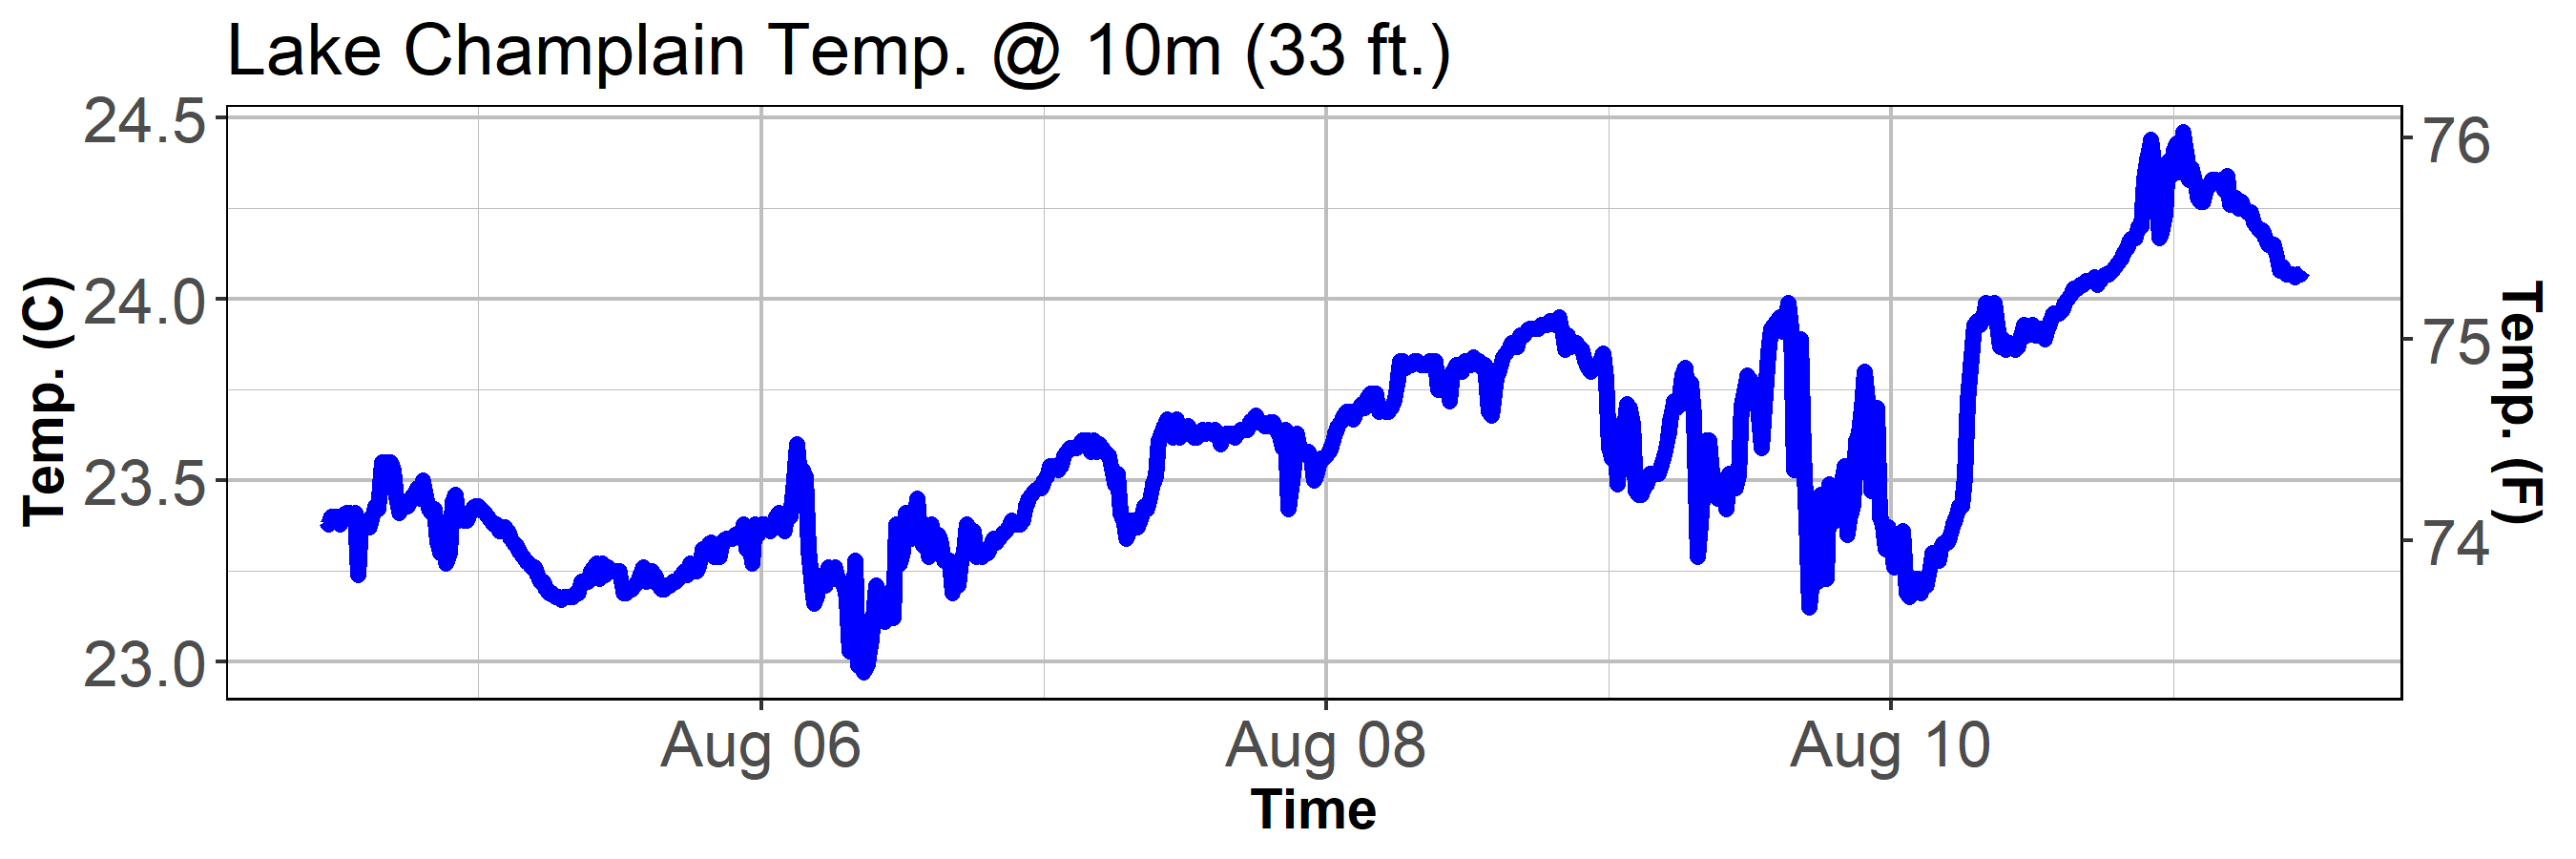 Lake Champlain Temp. @ 10m (33 ft.)
24.5
24.0
23.5
23.0
Temp. (C)
76
75
74
Temp. (F)
Aug 06 Aug 08 Aug 10
Time